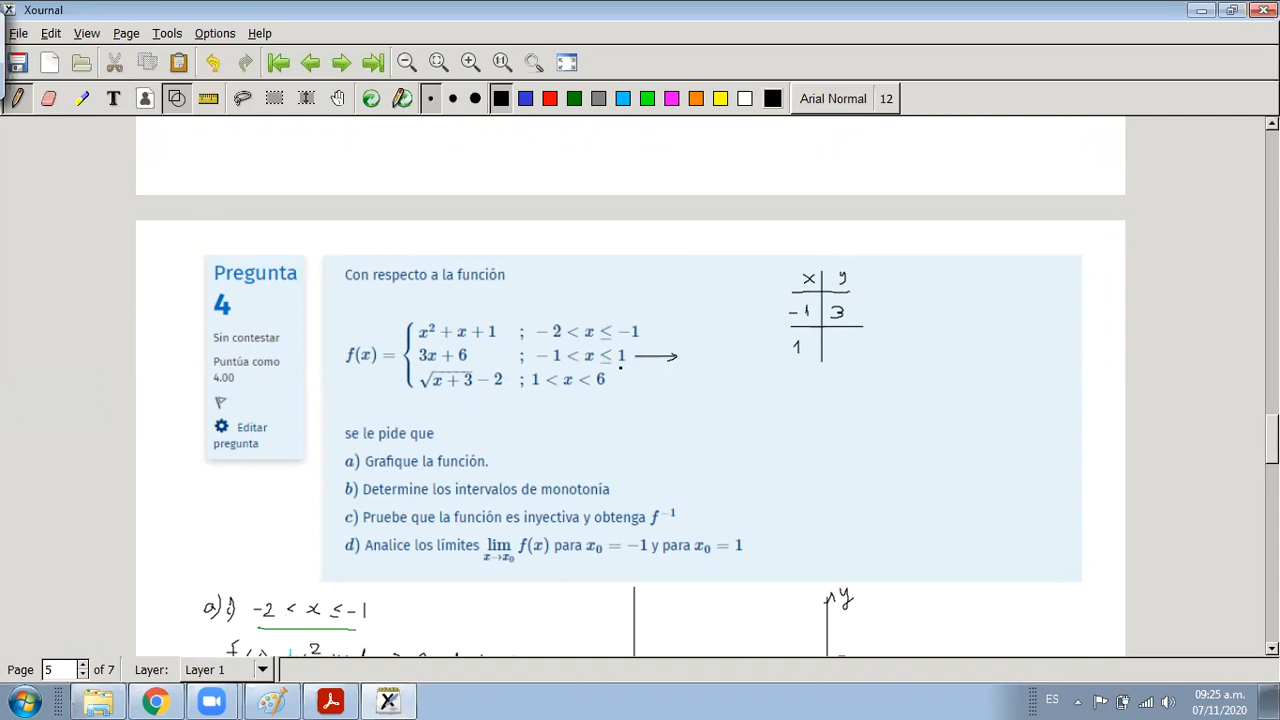 Xournal
File Edit View Page Tools Options Help
Arial Normal 12
Pregunta
4
Sin contestar
Puntúa como
4.00
Editar
pregunta
Con respecto a la función
f(x) = { x² + x + 1 ; − 2 < x ≤ −1
3x + 6 ; − 1 < x ≤ 1
√x + 3 − 2 ; 1 < x < 6
x y
-1 3
1
se le pide que
a) Grafique la función.
b) Determine los intervalos de monotonía
c) Pruebe que la función es inyectiva y obtenga f⁻¹
d) Analice los límites lim x→x₀ f(x) para x₀ = −1 y para x₀ = 1
a) i) -2 < x ≤ -1
y
Page 5 of 7 Layer: Layer 1
ES 09:25 a.m.
07/11/2020